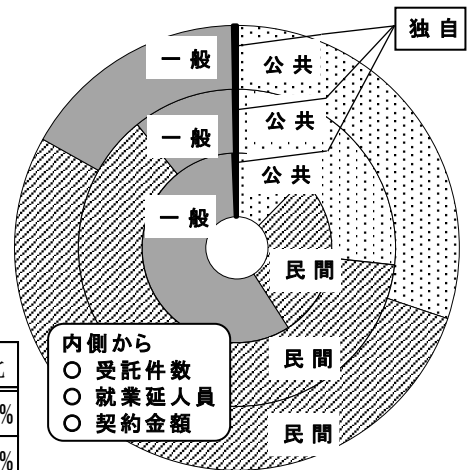 独自
一般
公共
一般
公共
公共
一般
民間
内側から
○ 受託件数
○ 就業延人員
○ 契約金額
民間
民間
%
%